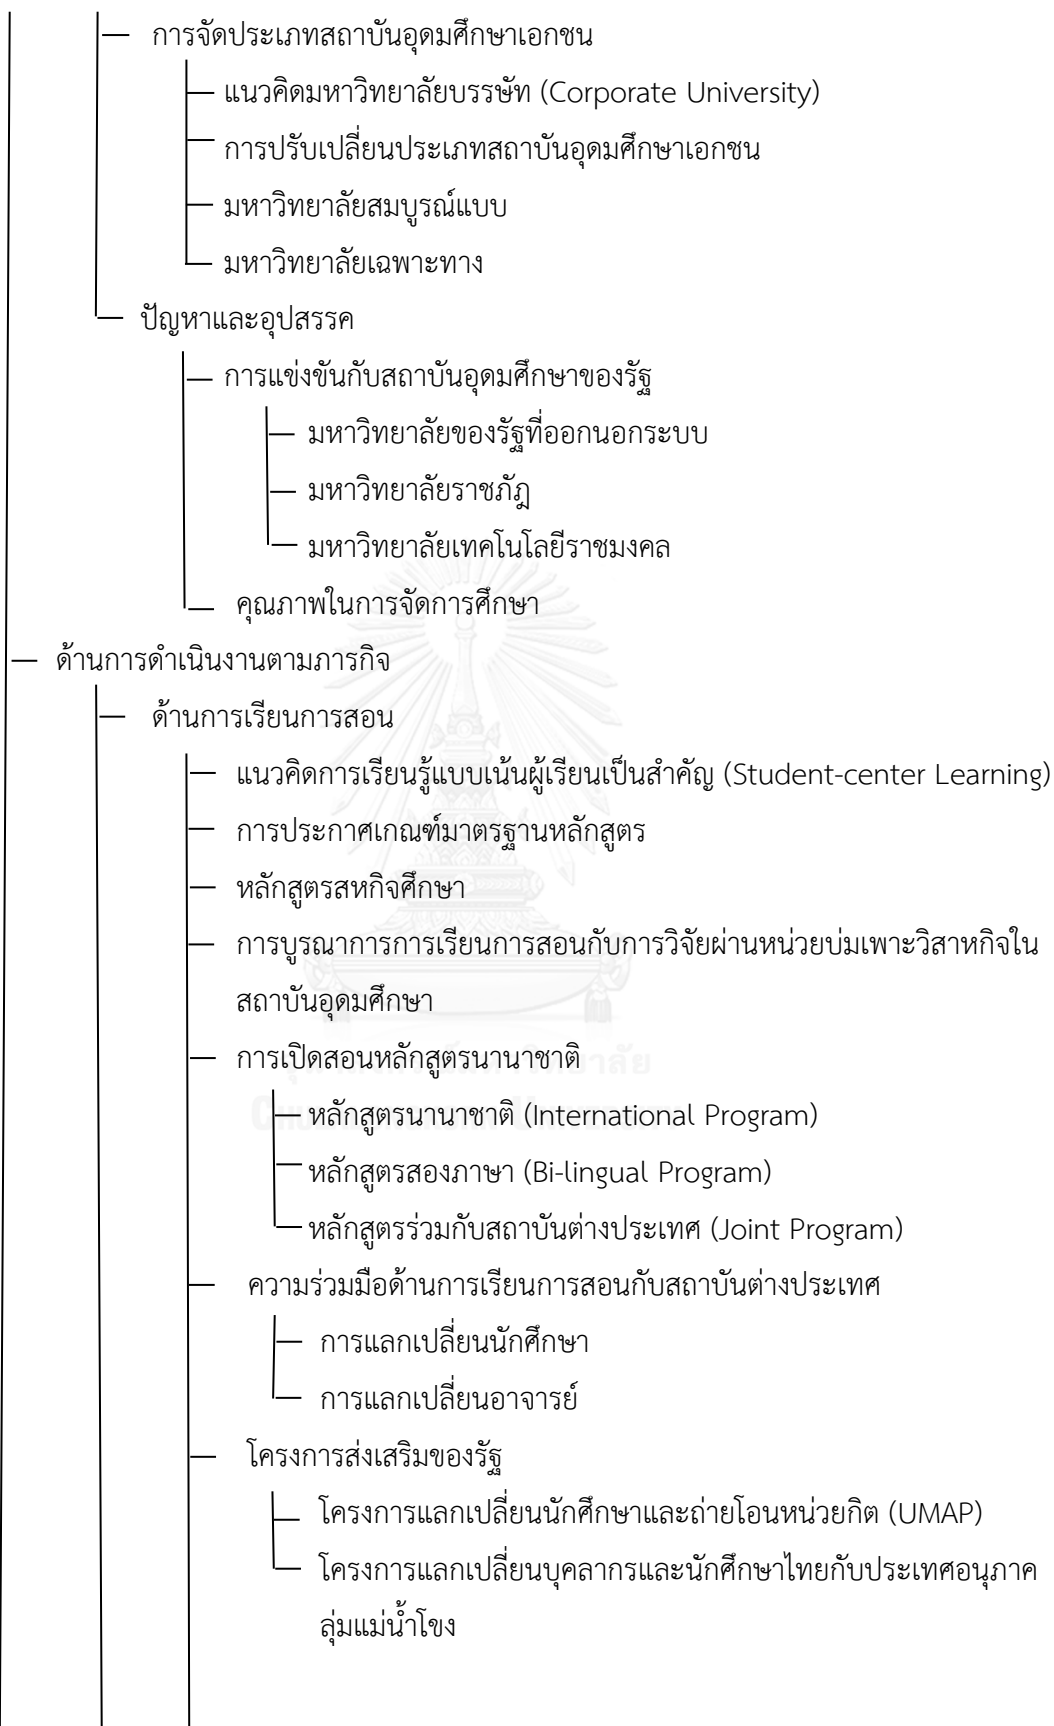 การจัดประเภทสถาบันอุดมศึกษาเอกชน
แนวคิดมหาวิทยาลัยบรรษัท (Corporate University)
การปรับเปลี่ยนประเภทสถาบันอุดมศึกษาเอกชน
มหาวิทยาลัยสมบูรณ์แบบ
มหาวิทยาลัยเฉพาะทาง
ปัญหาและอุปสรรค
การแข่งขันกับสถาบันอุดมศึกษาของรัฐ
มหาวิทยาลัยของรัฐที่ออกนอกระบบ
มหาวิทยาลัยราชภัฎ
มหาวิทยาลัยเทคโนโลยีราชมงคล
คุณภาพในการจัดการศึกษา
ด้านการดำเนินงานตามภารกิจ
ด้านการเรียนการสอน
แนวคิดการเรียนรู้แบบเน้นผู้เรียนเป็นสำคัญ (Student-center Learning)
การประกาศเกณฑ์มาตรฐานหลักสูตร
หลักสูตรสหกิจศึกษา
การบูรณาการการเรียนการสอนกับการวิจัยผ่านหน่วยบ่มเพาะวิสาหกิจใน
สถาบันอุดมศึกษา
การเปิดสอนหลักสูตรนานาชาติ
หลักสูตรนานาชาติ (International Program)
หลักสูตรสองภาษา (Bi-lingual Program)
หลักสูตรร่วมกับสถาบันต่างประเทศ (Joint Program)
ความร่วมมือด้านการเรียนการสอนกับสถาบันต่างประเทศ
การแลกเปลี่ยนนักศึกษา
การแลกเปลี่ยนอาจารย์
โครงการส่งเสริมของรัฐ
โครงการแลกเปลี่ยนนักศึกษาและถ่ายโอนหน่วยกิต (UMAP)
โครงการแลกเปลี่ยนบุคลากรและนักศึกษาไทยกับประเทศอนุภาค
ลุ่มแม่น้ำโขง